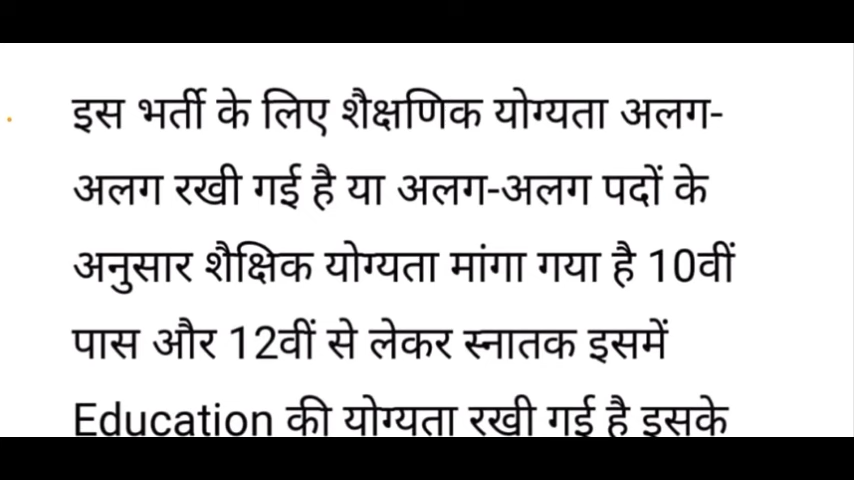 इस भर्ती के लिए शैक्षणिक योग्यता अलग-
अलग रखी गई है या अलग-अलग पदों के
अनुसार शैक्षिक योग्यता मांगा गया है 10वीं
पास और 12वीं से लेकर स्नातक इसमें
Education की योग्यता रखी गई है इसके